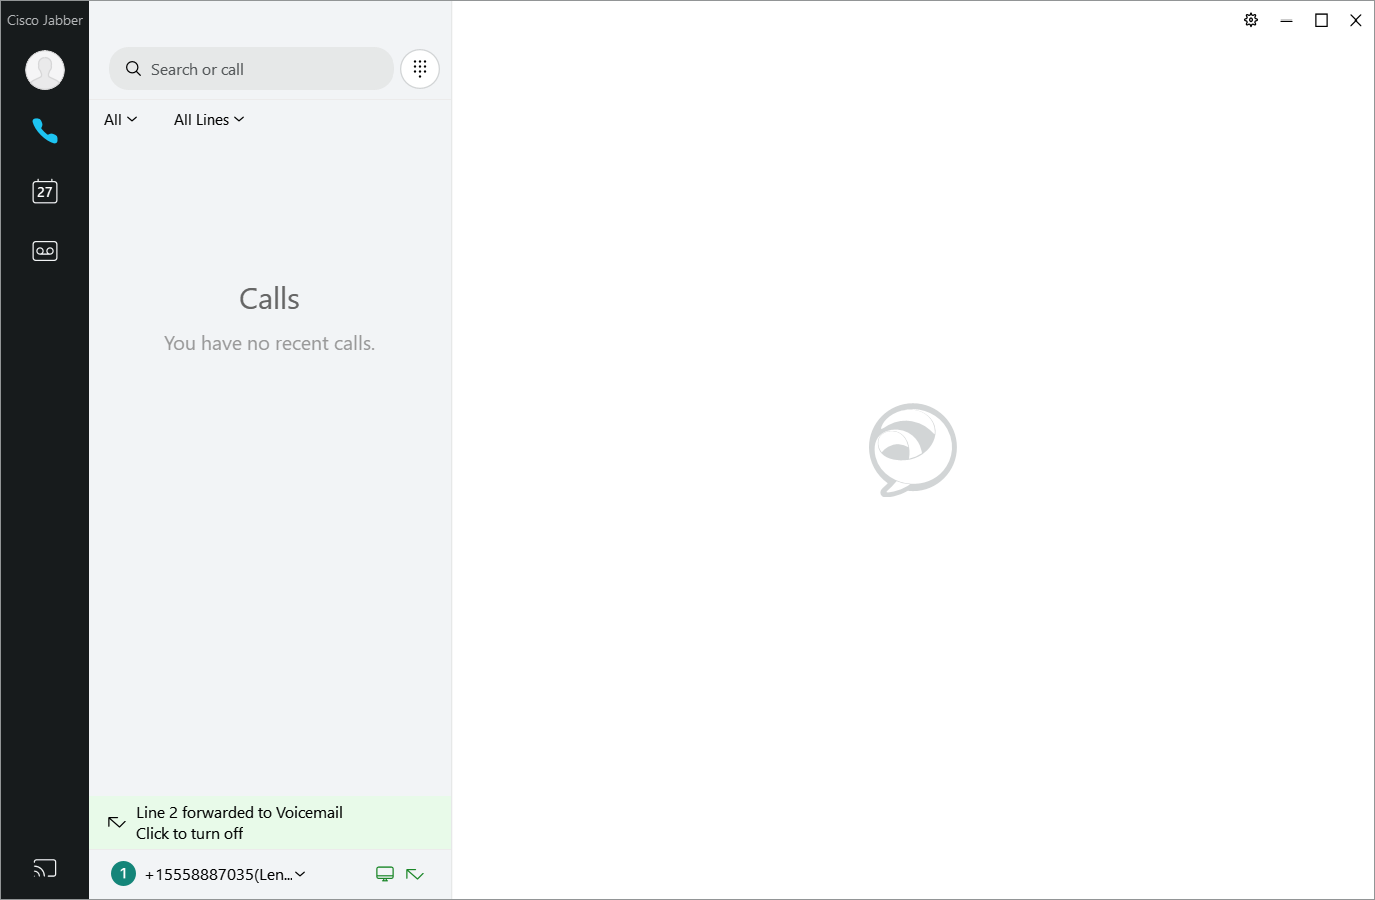 Cisco Jabber
Search or call
All
All Lines
27
Calls
You have no recent calls.
Line 2 forwarded to Voicemail
Click to turn off
1 +15558887035(Len...